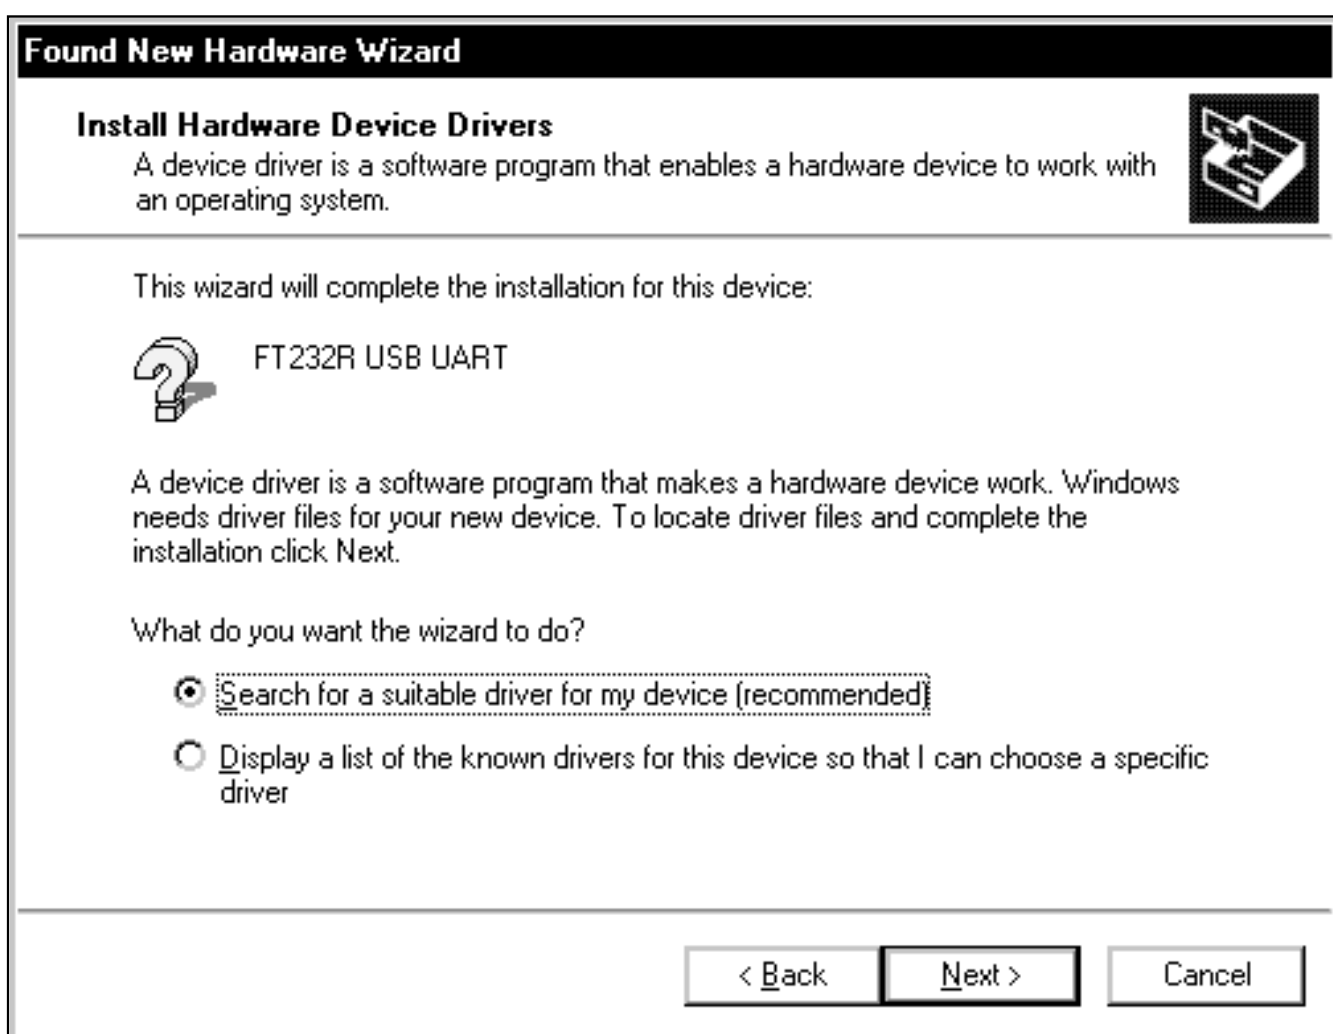 Found New Hardware Wizard
Install Hardware Device Drivers
A device driver is a software program that enables a hardware device to work with
an operating system.
This wizard will complete the installation for this device:
FT232R USB UART
A device driver is a software program that makes a hardware device work. Windows
needs driver files for your new device. To locate driver files and complete the
installation click Next.
What do you want the wizard to do?
Search for a suitable driver for my device (recommended)
Display a list of the known drivers for this device so that I can choose a specific
driver
< Back
Next >
Cancel